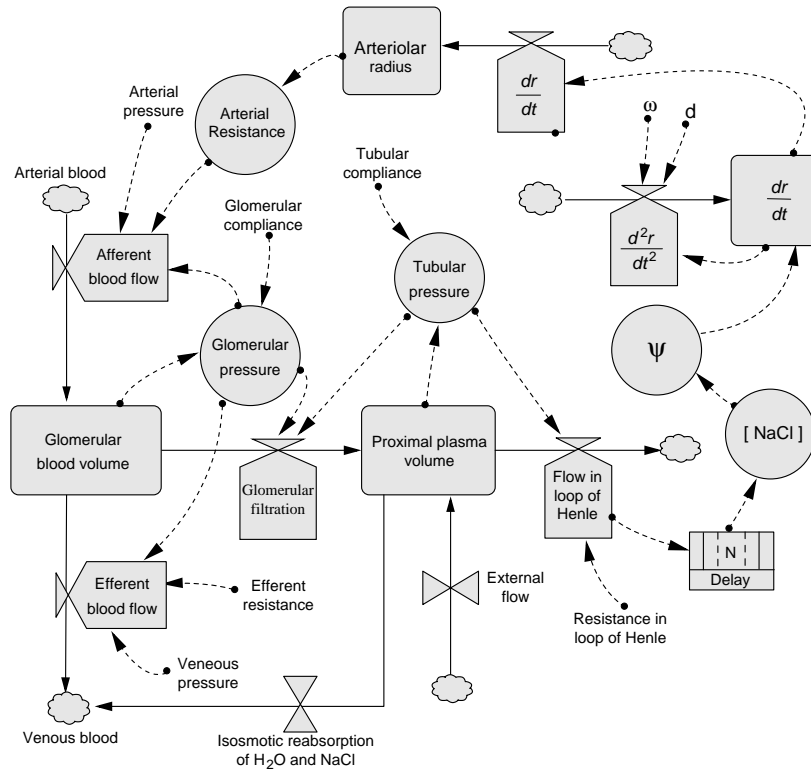 Arteriolar
radius
dr
dt
Arterial
pressure
Arterial
Resistance
ω
d
Tubular
compliance
Arterial blood
Glomerular
compliance
dr
dt
Afferent
blood flow
Tubular
pressure
d²r
dt²
Glomerular
pressure
Ψ
Glomerular
blood volume
Proximal plasma
volume
[ NaCl ]
Glomerular
filtration
Flow in
loop of
Henle
N
Delay
Efferent
blood flow
Efferent
resistance
External
flow
Resistance in
loop of Henle
Veneous
pressure
Venous blood
Isosmotic reabsorption
of H₂O and NaCl